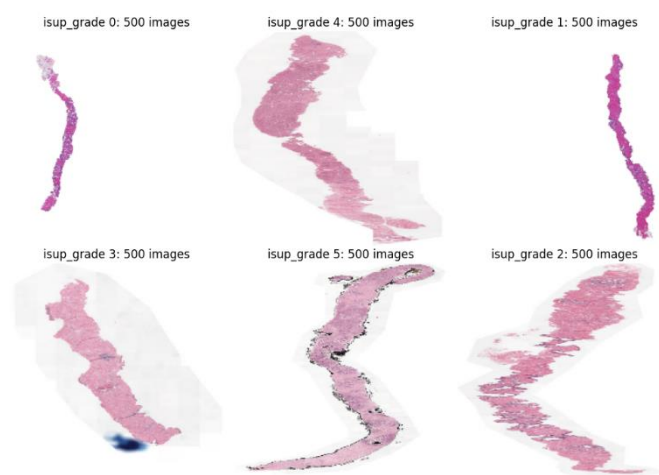 isup_grade 0: 500 images
isup_grade 4: 500 images
isup_grade 1: 500 images
isup_grade 3: 500 images
isup_grade 5: 500 images
isup_grade 2: 500 images